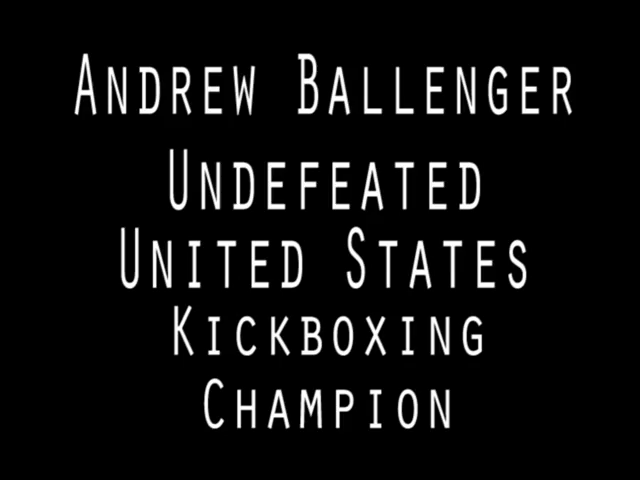 Andrew Ballenger
Undefeated
United States
Kickboxing
Champion